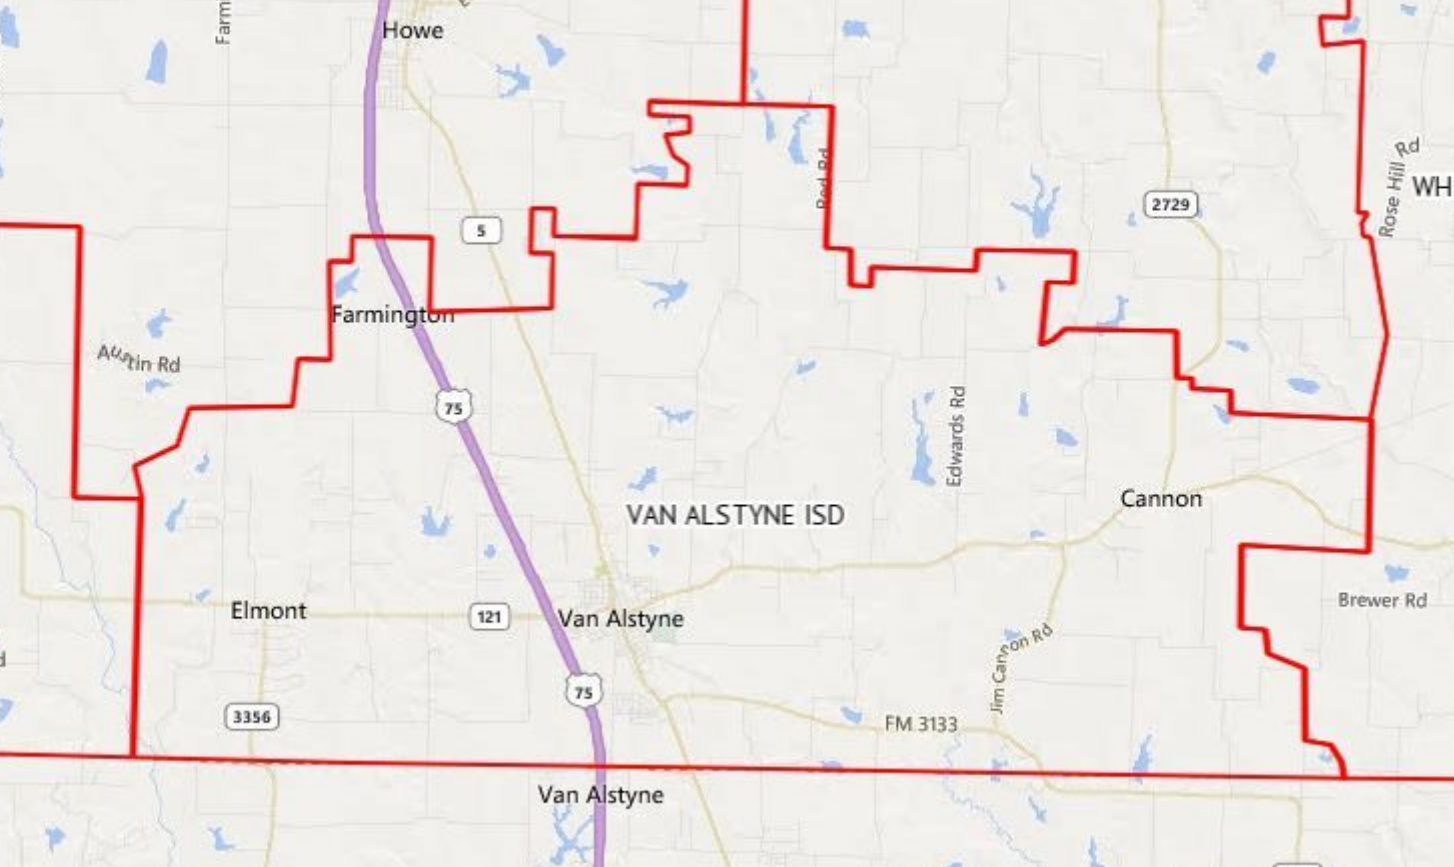 Farm
Howe
Rose Hill Rd
WH
Red Rd
2729
5
Farmington
Austin Rd
75
Edwards Rd
Cannon
VAN ALSTYNE ISD
Brewer Rd
Elmont
121
Van Alstyne
Jim Cannon Rd
75
3356
FM 3133
Van Alstyne